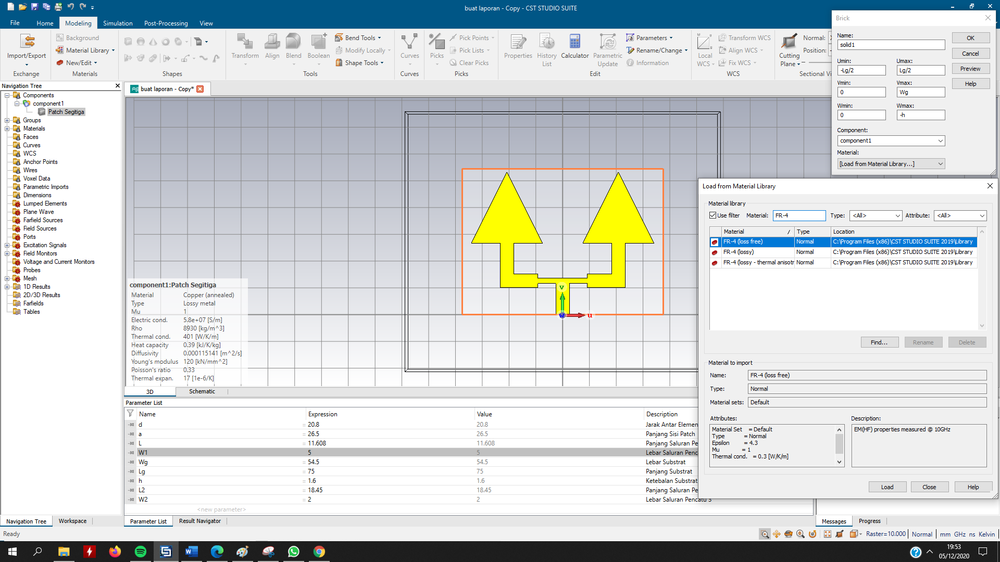 buat laporan - Copy - CST STUDIO SUITE
File Home Modeling Simulation Post-Processing View
Import/Export
Exchange
Background
Material Library
New/Edit
Materials
Shapes
Transform
Align
Blend
Boolean
Bend Tools
Modify Locally
Shape Tools
Tools
Curves
Curves
Picks
Pick Points
Pick Lists
Clear Picks
Picks
Properties
History List
Calculator
Parametric Update
Parameters
Rename/Change
Information
Edit
Local WCS
Transform WCS
Align WCS
Fix WCS
WCS
Cutting Plane
Normal:
Position:
Sectional Vi
Brick
Name:
solid1
Umin: Umax:
-Lg/2 Lg/2
Vmin: Vmax:
0 Wg
Wmin: Wmax:
0 -h
Component:
component1
Material:
[Load from Material Library...]
OK
Cancel
Preview
Help
Navigation Tree
Components
component1
Patch Segitiga
Groups
Materials
Faces
Curves
WCS
Anchor Points
Wires
Voxel Data
Parametric Imports
Dimensions
Lumped Elements
Plane Wave
Farfield Sources
Field Sources
Ports
Excitation Signals
Field Monitors
Voltage and Current Monitors
Probes
Mesh
1D Results
2D/3D Results
Farfields
Tables
Navigation Tree Workspace
buat laporan - Copy*
v
w
u
component1:Patch Segitiga
Material Copper (annealed)
Type Lossy metal
Mu 1
Electric cond. 5.8e+07 [S/m]
Rho 8930 [kg/m^3]
Thermal cond. 401 [W/K/m]
Heat capacity 0.39 [kJ/K/kg]
Diffusivity 0.000115141 [m^2/s]
Young's modulus 120 [kN/mm^2]
Poisson's ratio 0.33
Thermal expan. 17 [1e-6/K]
3D Schematic
Parameter List
Name Expression Value Description
d = 20.8 20.8 Jarak Antar Elemen
a = 26.5 26.5 Panjang Sisi Patch
L = 11.608 11.608 Panjang Saluran Pe
W1 5 5 Lebar Saluran Penc
Wg = 54.5 54.5 Lebar Substrat
Lg = 75 75 Panjang Substrat
h = 1.6 1.6 Ketebalan Substrat
L2 = 18.45 18.45 Panjang Saluran Pe
W2 = 2 2 Lebar Saluran Pencatu 3
<new parameter>
Parameter List Result Navigator
Load from Material Library
Material library
Use filter Material: FR-4 Type: <All> Attribute: <All>
Material / Type Location
FR-4 (loss free) Normal C:\Program Files (x86)\CST STUDIO SUITE 2019\Library
FR-4 (lossy) Normal C:\Program Files (x86)\CST STUDIO SUITE 2019\Library
FR-4 (lossy - thermal anisotr Normal C:\Program Files (x86)\CST STUDIO SUITE 2019\Library
Find... Rename Delete
Material to import
Name: FR-4 (loss free)
Type: Normal
Material sets: Default
Attributes:
Material Set = Default
Type = Normal
Epsilon = 4.3
Mu = 1
Thermal cond. = 0.3 [W/K/m]
Description:
EM(HF) properties measured @ 10GHz
Load Close Help
Messages Progress
Ready
Raster=10.000 Normal mm GHz ns Kelvin
19:53
05/12/2020